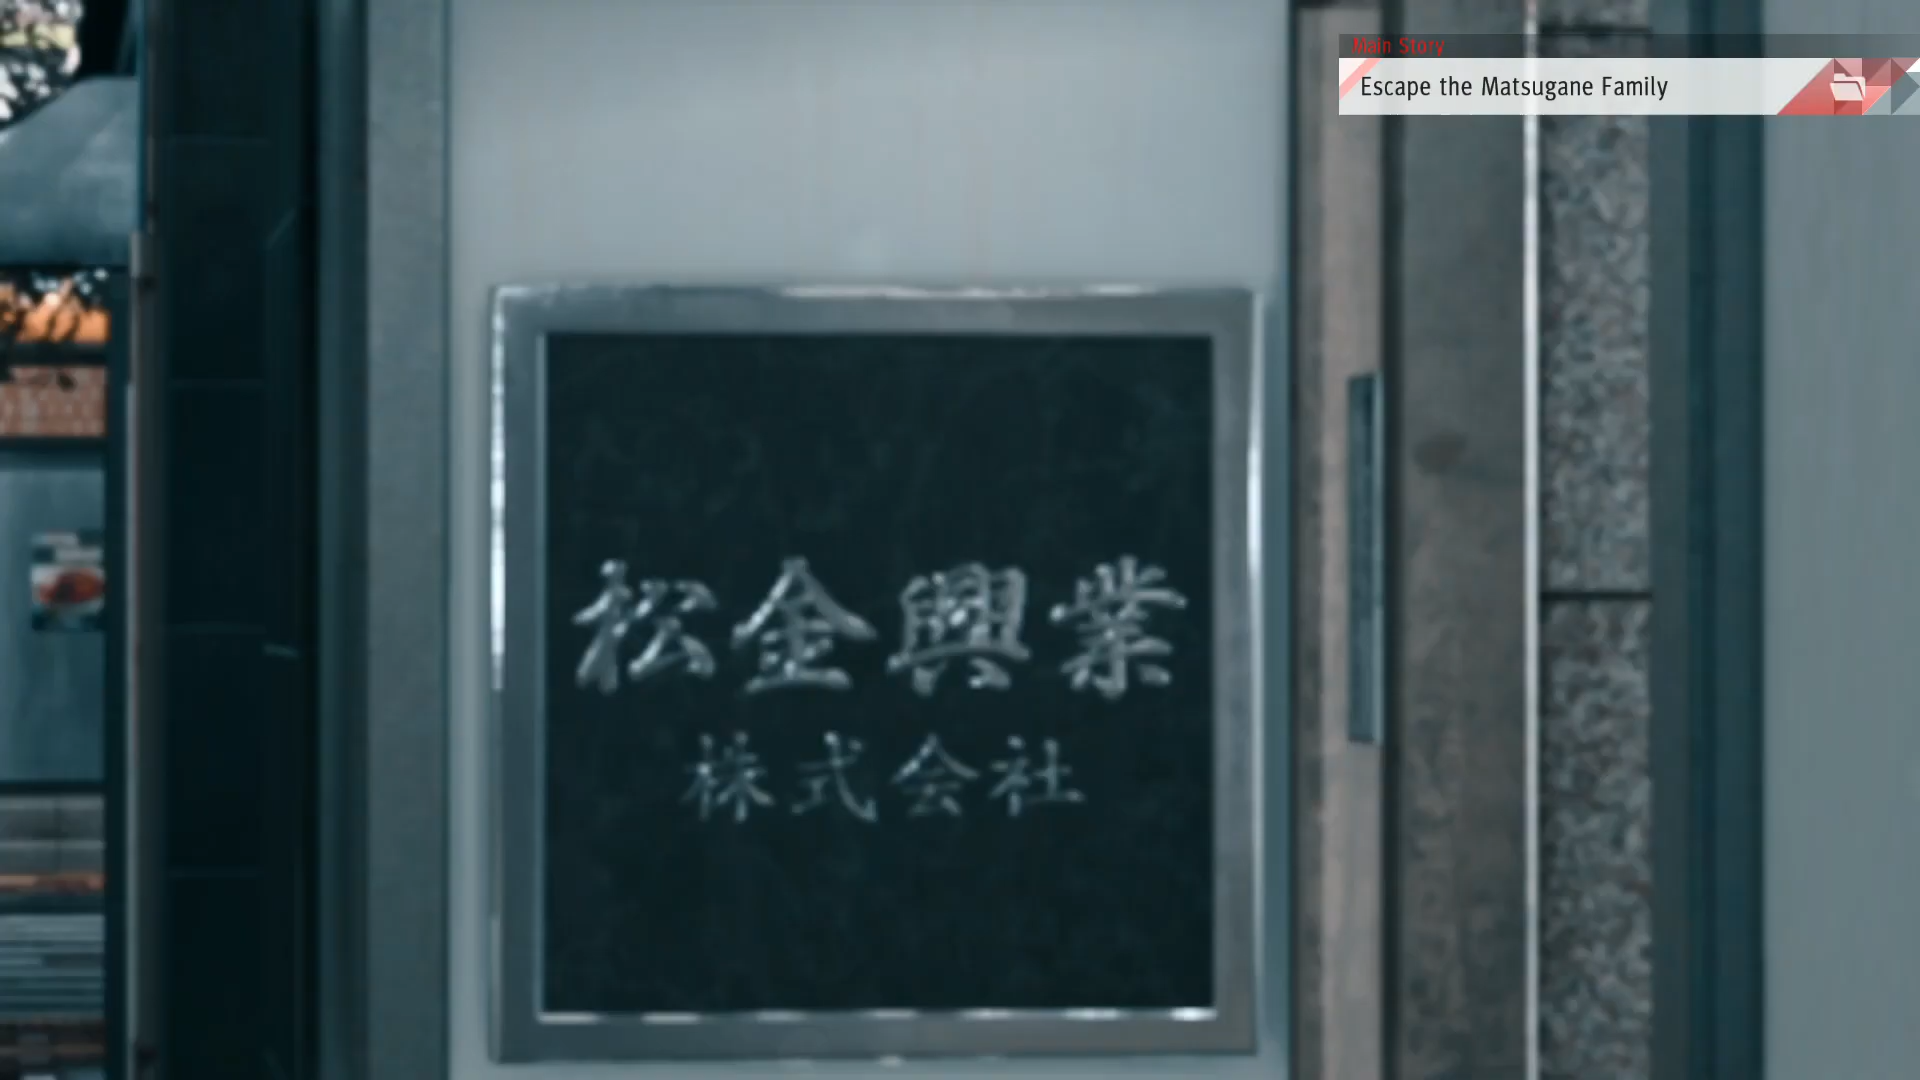 Main Story
Escape the Matsugane Family
松金興業
株式会社